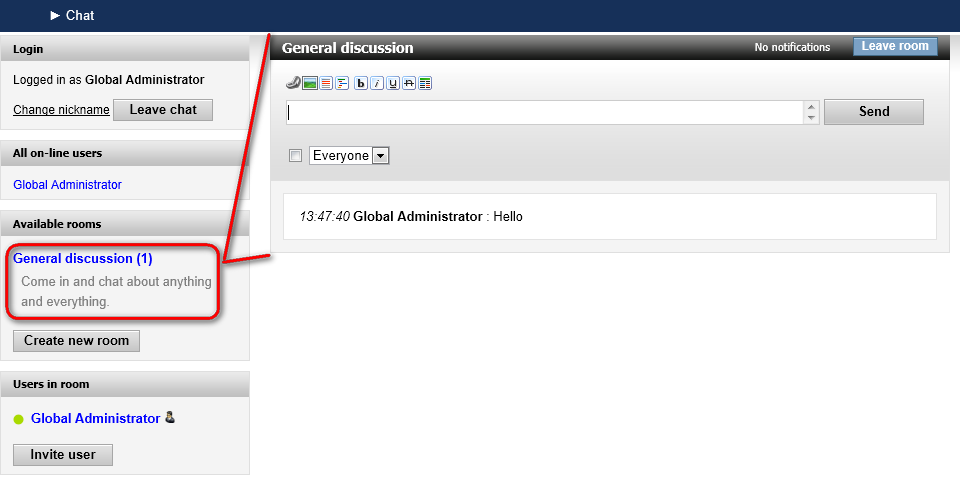 ► Chat
Login
Logged in as Global Administrator
Change nickname Leave chat
All on-line users
Global Administrator
Available rooms
General discussion (1)
Come in and chat about anything
and everything.
Create new room
Users in room
Global Administrator
Invite user
General discussion No notifications Leave room
b i U A
Send
Everyone
13:47:40 Global Administrator : Hello